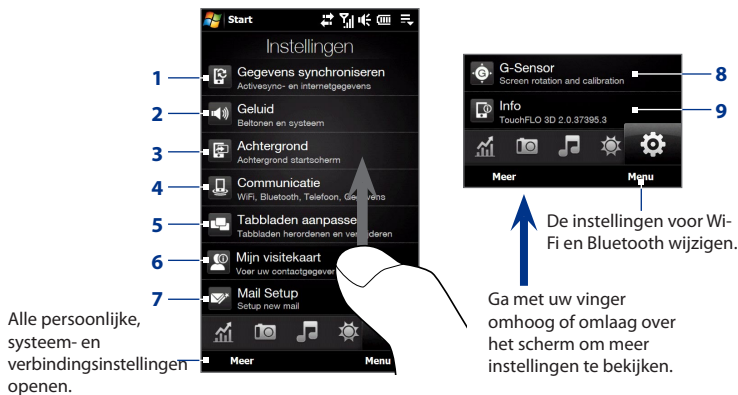 Start
Instellingen
1
Gegevens synchroniseren
Activesync- en internetgegevens
2
Geluid
Beltonen en systeem
3
Achtergrond
Achtergrond startscherm
4
Communicatie
WiFi, Bluetooth, Telefoon, Gegevens
5
Tabbladen aanpassen
Tabbladen herordenen en veranderen
6
Mijn visitekaart
Voer uw contactgegever
7
Mail Setup
Setup new mail
Meer
Menu
Alle persoonlijke,
systeem- en
verbindingsinstellingen
openen.
G-Sensor
Screen rotation and calibration
8
Info
TouchFLO 3D 2.0.37395.3
9
Meer
Menu
De instellingen voor Wi-
Fi en Bluetooth wijzigen.
Ga met uw vinger
omhoog of omlaag over
het scherm om meer
instellingen te bekijken.